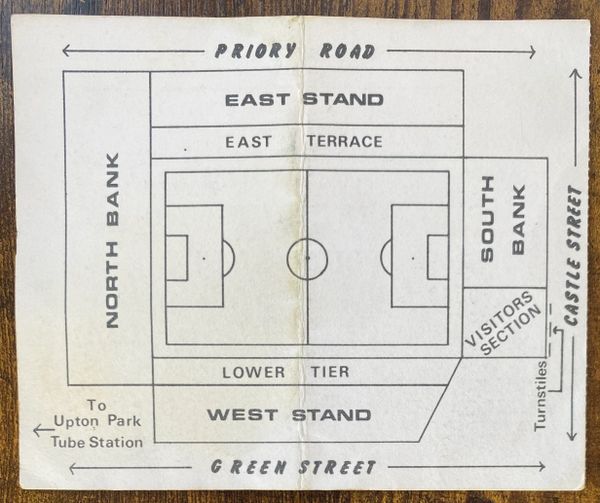 PRIORY ROAD
EAST STAND
EAST TERRACE
NORTH BANK
SOUTH
BANK
CASTLE STREET
VISITORS
SECTION
Turnstiles
LOWER TIER
WEST STAND
To
Upton Park
Tube Station
GREEN STREET